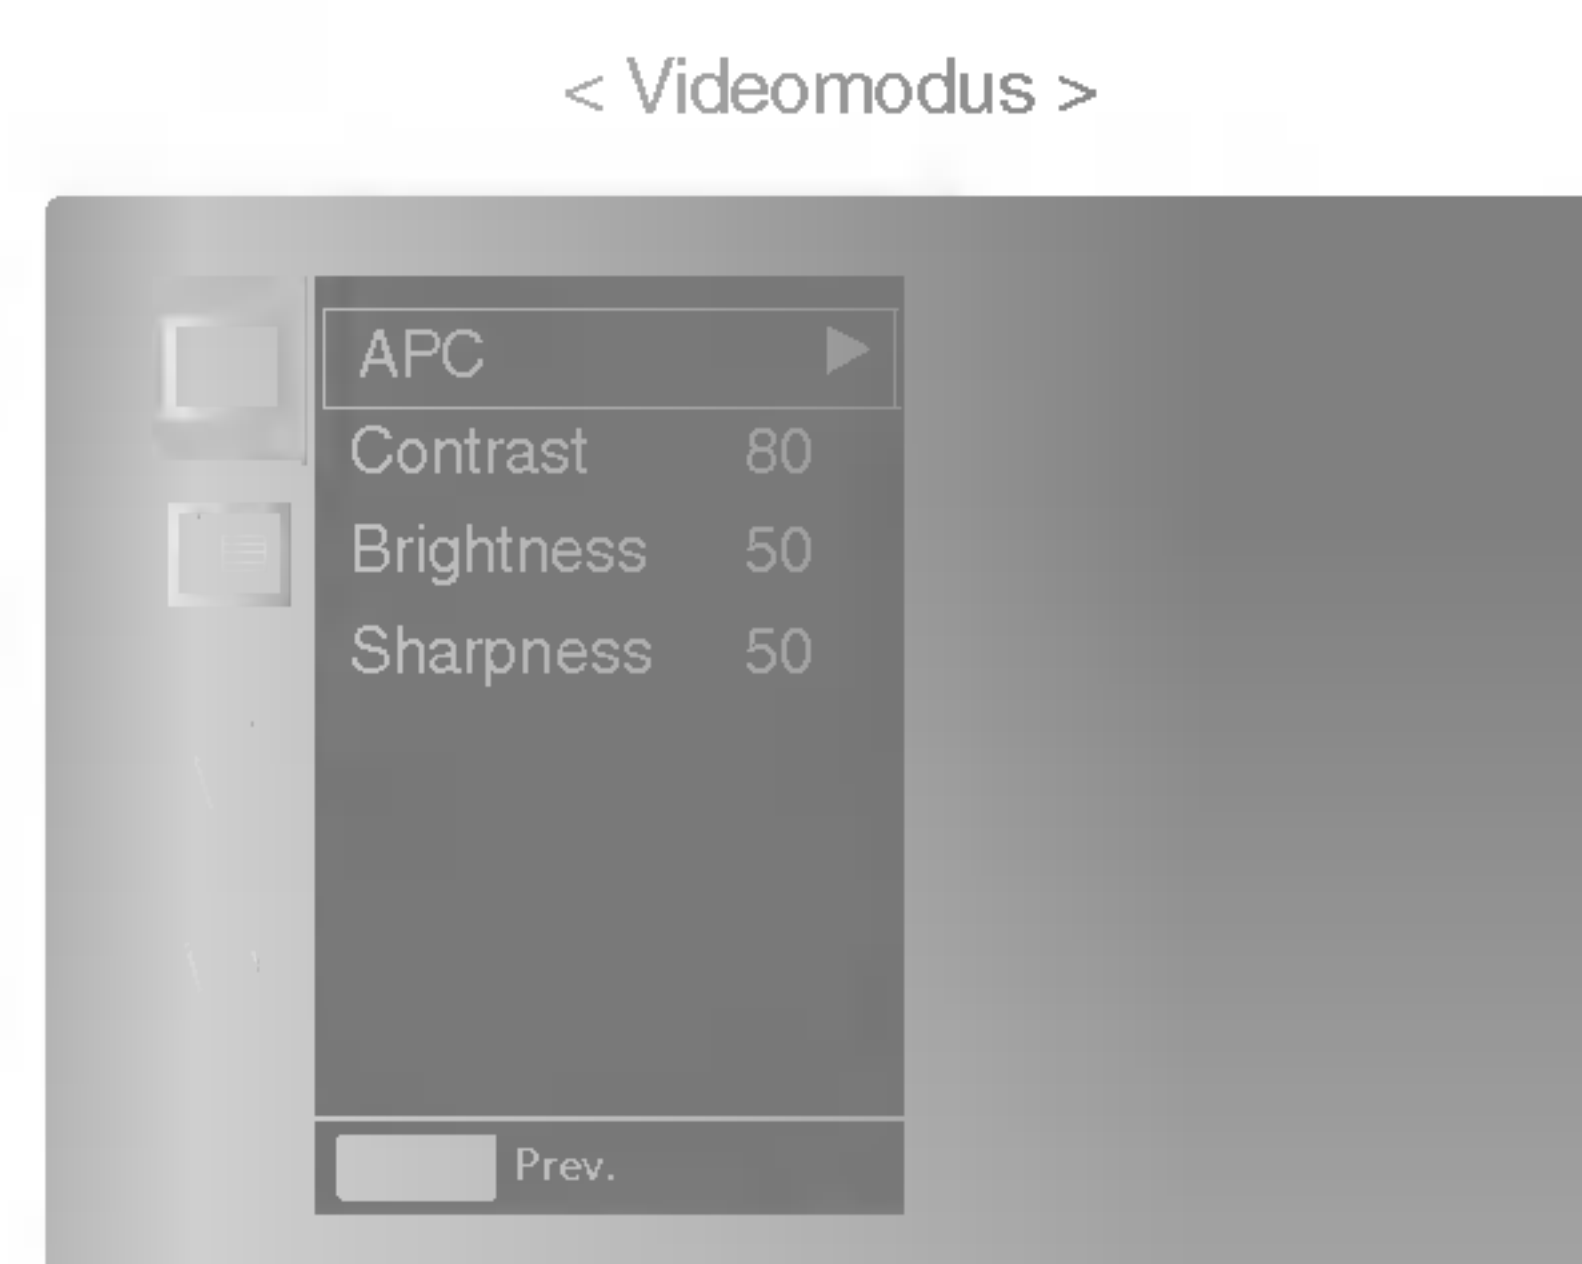 < Videomodus >
APC ▶
Contrast 80
Brightness 50
Sharpness 50
Prev.